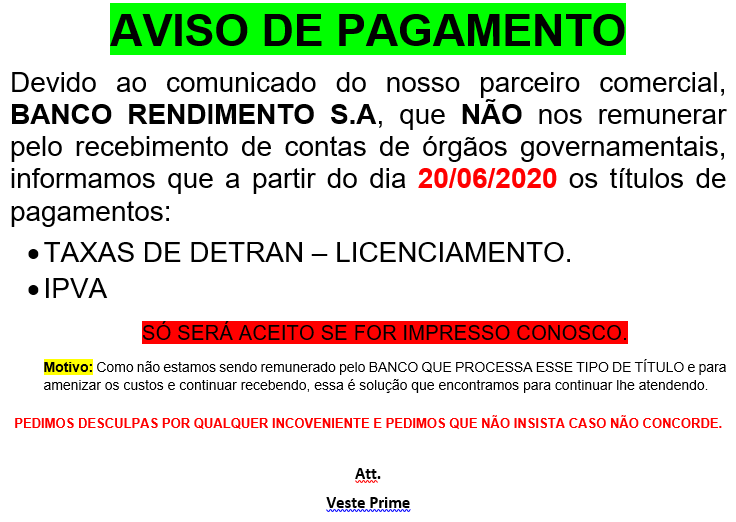 AVISO DE PAGAMENTO
Devido ao comunicado do nosso parceiro comercial,
BANCO RENDIMENTO S.A, que NÃO nos remunerar
pelo recebimento de contas de órgãos governamentais,
informamos que a partir do dia 20/06/2020 os títulos de
pagamentos:
• TAXAS DE DETRAN – LICENCIAMENTO.
• IPVA
SÓ SERÁ ACEITO SE FOR IMPRESSO CONOSCO.
Motivo: Como não estamos sendo remunerado pelo BANCO QUE PROCESSA ESSE TIPO DE TÍTULO e para
amenizar os custos e continuar recebendo, essa é solução que encontramos para continuar lhe atendendo.
PEDIMOS DESCULPAS POR QUALQUER INCOVENIENTE E PEDIMOS QUE NÃO INSISTA CASO NÃO CONCORDE.
Att.
Veste Prime